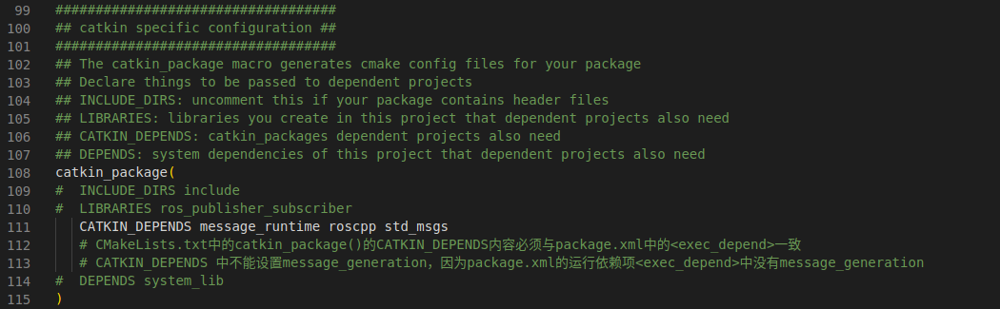 99 ###################################
100 ## catkin specific configuration ##
101 ###################################
102 ## The catkin_package macro generates cmake config files for your package
103 ## Declare things to be passed to dependent projects
104 ## INCLUDE_DIRS: uncomment this if your package contains header files
105 ## LIBRARIES: libraries you create in this project that dependent projects also need
106 ## CATKIN_DEPENDS: catkin_packages dependent projects also need
107 ## DEPENDS: system dependencies of this project that dependent projects also need
108 catkin_package(
109 #  INCLUDE_DIRS include
110 #  LIBRARIES ros_publisher_subscriber
111    CATKIN_DEPENDS message_runtime roscpp std_msgs
112    # CMakeLists.txt中的catkin_package()的CATKIN_DEPENDS内容必须与package.xml中的<exec_depend>一致
113    # CATKIN_DEPENDS 中不能设置message_generation，因为package.xml的运行依赖项<exec_depend>中没有message_generation
114 #  DEPENDS system_lib
115 )